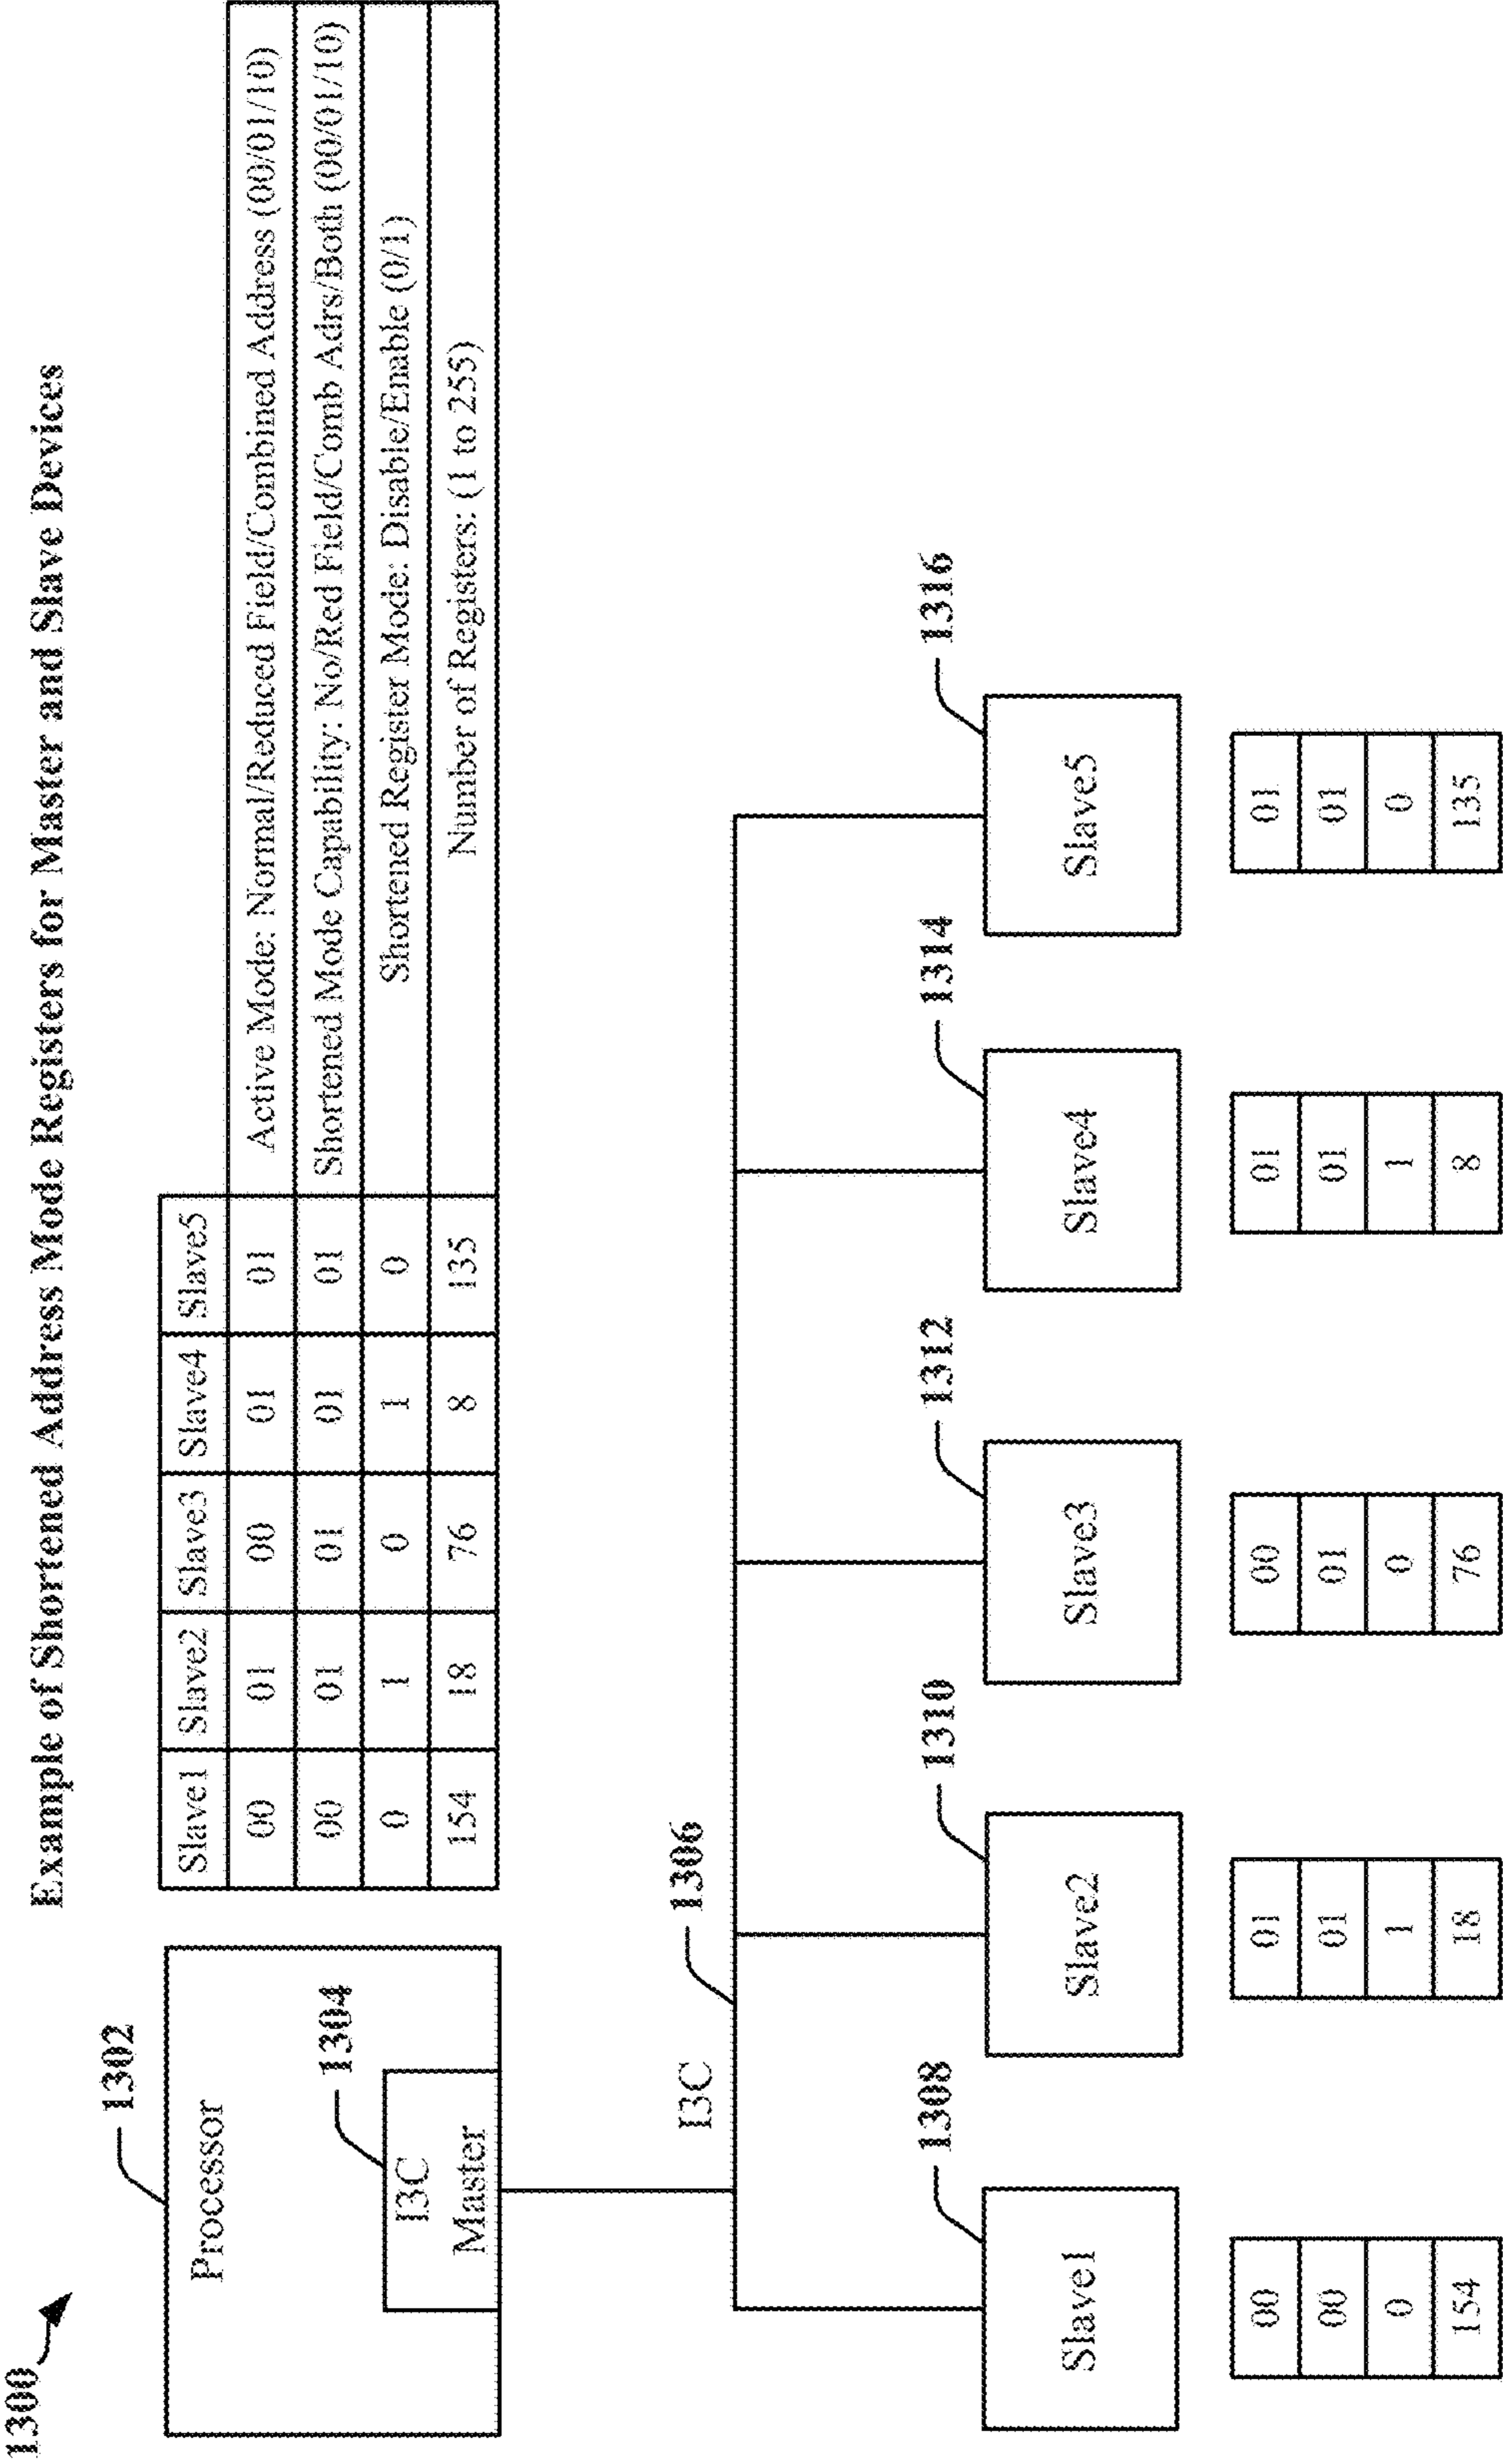 1300
Example of Shortened Address Mode Registers for Master and Slave Devices
1302
Processor
1304
I3C
Master
Slave1 Slave2 Slave3 Slave4 Slave5
00 01 00 01 01 Active Mode: Normal/Reduced Field/Combined Address (00/01/10)
00 01 01 01 01 Shortened Mode Capability: No/Red Field/Comb Adrs/Both (00/01/10)
0 1 0 1 0 Shortened Register Mode: Disable/Enable (0/1)
154 18 76 8 135 Number of Registers: (1 to 255)
I3C
1306
1308 1310 1312 1314 1316
Slave1 Slave2 Slave3 Slave4 Slave5
00 01 00 01 01
00 01 01 01 01
0 1 0 1 0
154 18 76 8 135